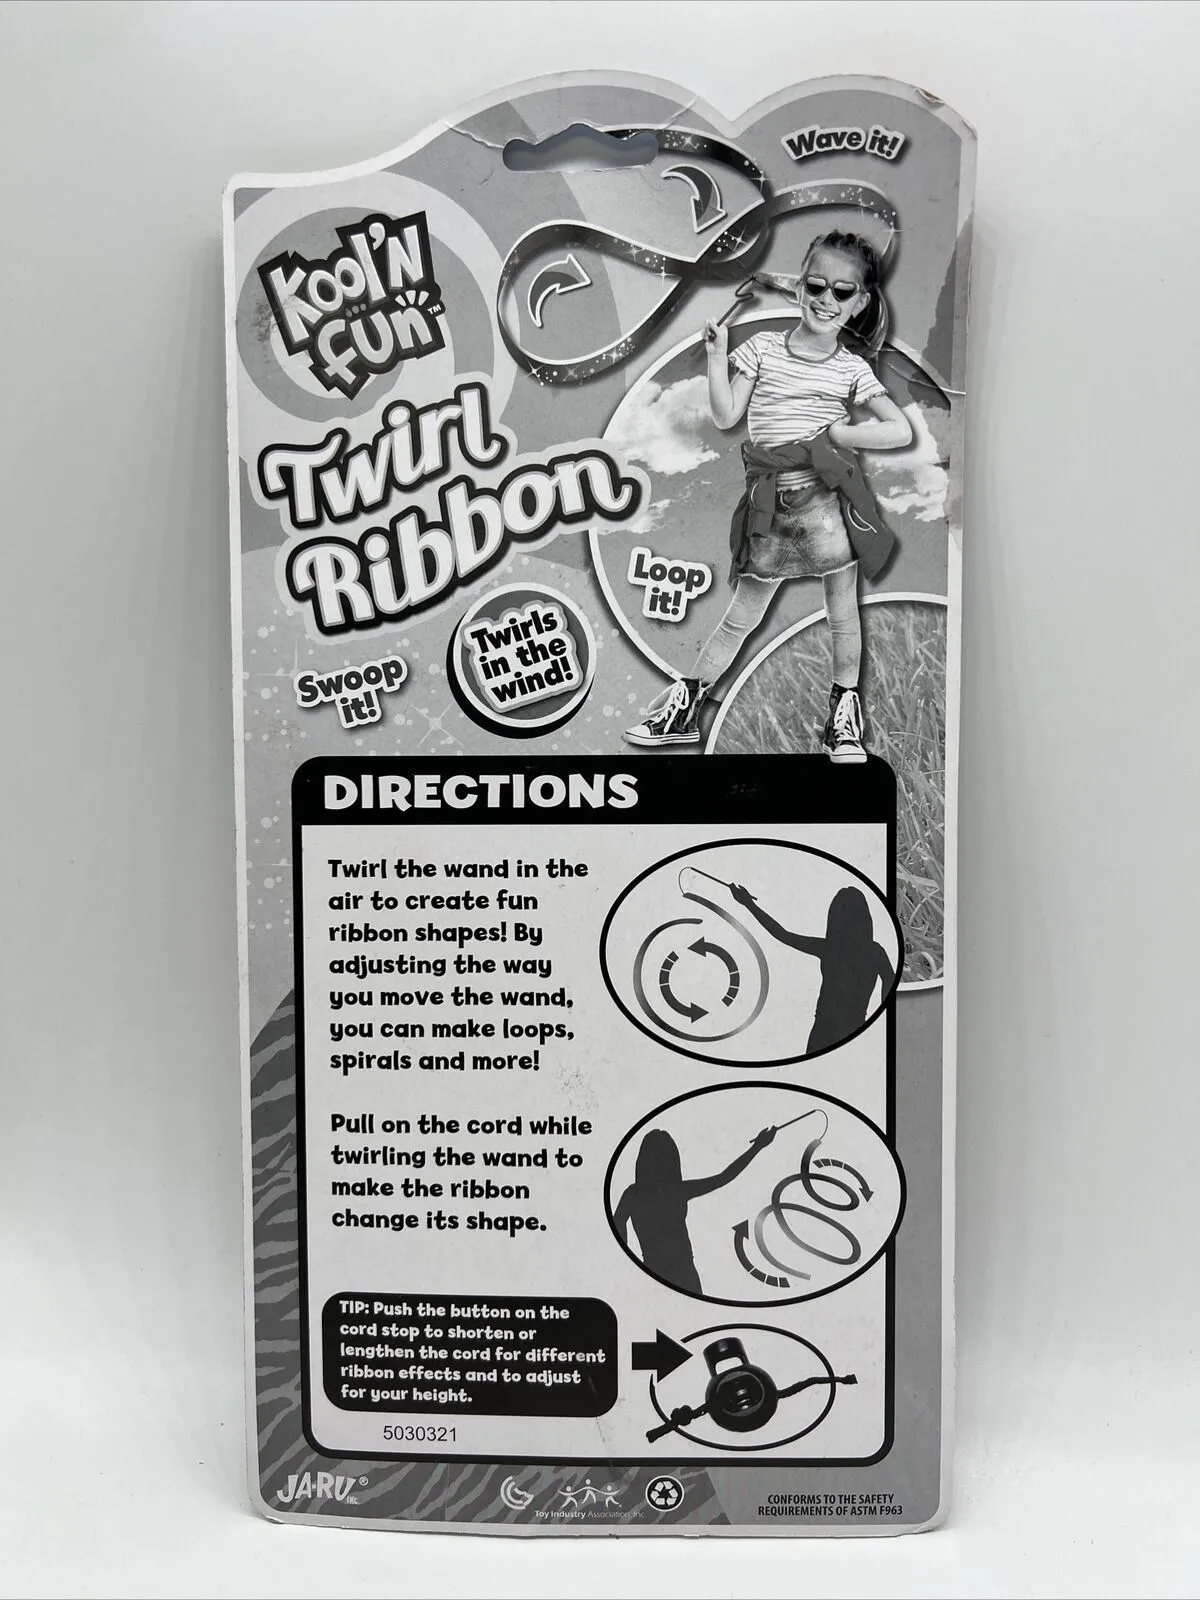 Wave it!
Kool'N
fun™
Twirl
Ribbon
Loop
it!
Twirls
in the
wind!
Swoop
it!
DIRECTIONS
Twirl the wand in the
air to create fun
ribbon shapes! By
adjusting the way
you move the wand,
you can make loops,
spirals and more!
Pull on the cord while
twirling the wand to
make the ribbon
change its shape.
TIP: Push the button on the
cord stop to shorten or
lengthen the cord for different
ribbon effects and to adjust
for your height.
5030321
JA-RU® INC.
Toy Industry Association, Inc.
CONFORMS TO THE SAFETY
REQUIREMENTS OF ASTM F963